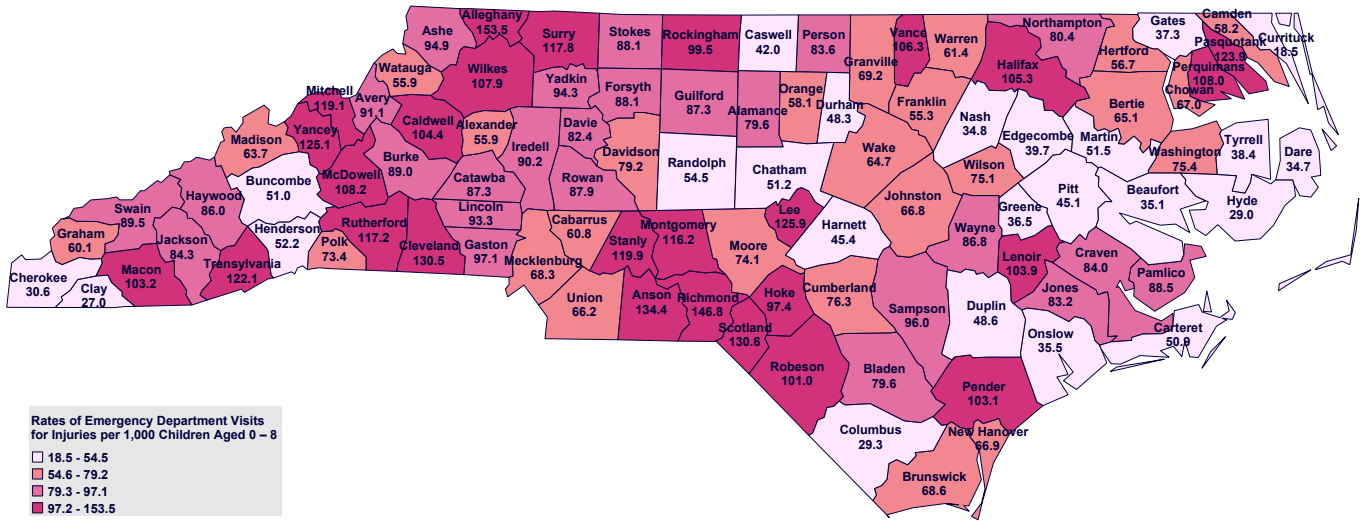 Alleghany
153.5
Ashe
94.9
Surry
117.8
Stokes
88.1
Rockingham
99.5
Caswell
42.0
Person
83.6
Vance
106.3
Warren
61.4
Northampton
80.4
Gates
37.3
Camden
58.2
Currituck
18.5
Pasquotank
123.9
Perquimans
108.0
Chowan
67.0
Hertford
56.7
Halifax
105.3
Granville
69.2
Watauga
55.9
Wilkes
107.9
Yadkin
94.3
Forsyth
88.1
Guilford
87.3
Alamance
79.6
Orange
58.1
Durham
48.3
Franklin
55.3
Bertie
65.1
Mitchell
119.1
Avery
91.1
Caldwell
104.4
Alexander
55.9
Iredell
90.2
Davie
82.4
Davidson
79.2
Randolph
54.5
Chatham
51.2
Wake
64.7
Nash
34.8
Edgecombe
39.7
Martin
51.5
Washington
75.4
Tyrrell
38.4
Dare
34.7
Madison
63.7
Yancey
125.1
Burke
89.0
McDowell
108.2
Catawba
87.3
Rowan
87.9
Wilson
75.1
Pitt
45.1
Beaufort
35.1
Hyde
29.0
Buncombe
51.0
Haywood
86.0
Swain
89.5
Graham
60.1
Jackson
84.3
Henderson
52.2
Polk
73.4
Rutherford
117.2
Cleveland
130.5
Lincoln
93.3
Gaston
97.1
Mecklenburg
68.3
Cabarrus
60.8
Stanly
119.9
Montgomery
116.2
Moore
74.1
Lee
125.9
Harnett
45.4
Johnston
66.8
Wayne
86.8
Greene
36.5
Lenoir
103.9
Craven
84.0
Pamlico
88.5
Cherokee
30.6
Clay
27.0
Macon
103.2
Transylvania
122.1
Union
66.2
Anson
134.4
Richmond
146.8
Scotland
130.6
Hoke
97.4
Cumberland
76.3
Sampson
96.0
Duplin
48.6
Jones
83.2
Onslow
35.5
Carteret
50.9
Robeson
101.0
Bladen
79.6
Pender
103.1
Columbus
29.3
New Hanover
66.9
Brunswick
68.6
Rates of Emergency Department Visits
for Injuries per 1,000 Children Aged 0 – 8
18.5 - 54.5
54.6 - 79.2
79.3 - 97.1
97.2 - 153.5